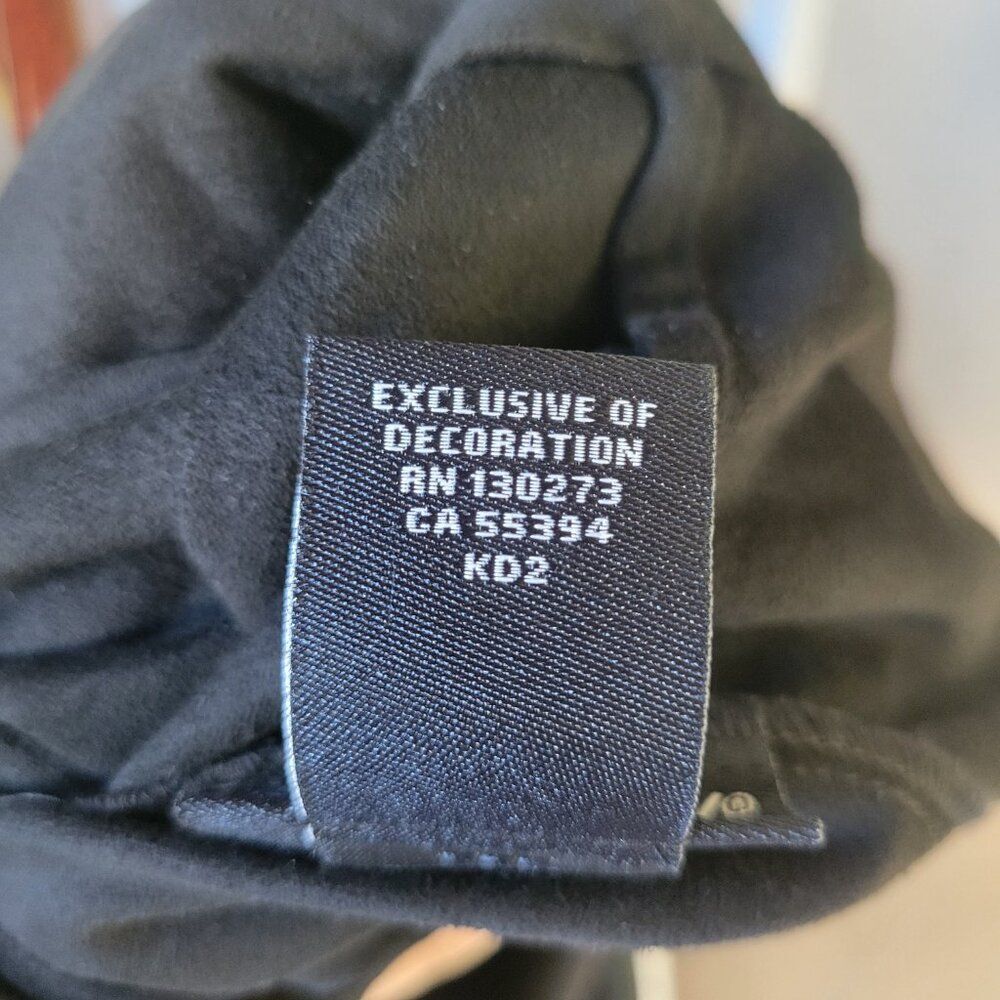 EXCLUSIVE OF
DECORATION
RN 130273
CA 55394
KD2